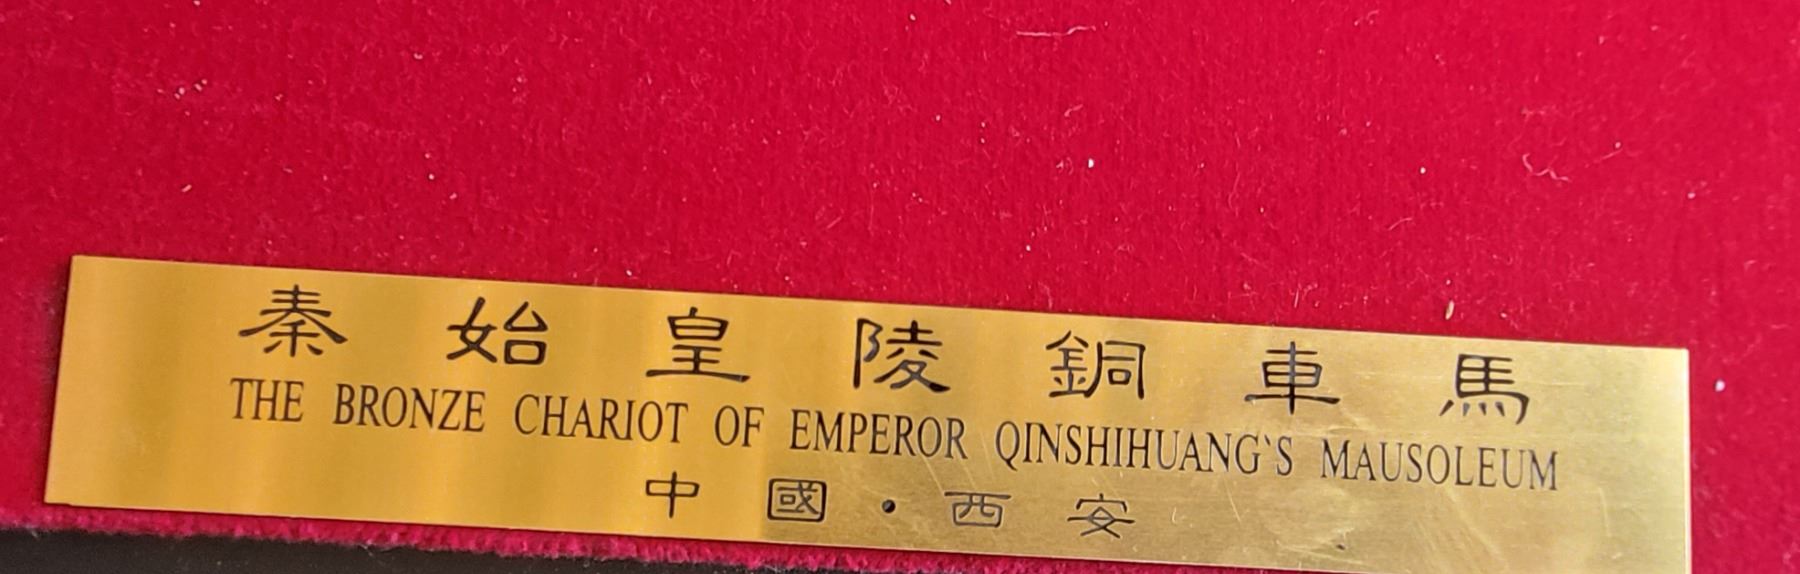 秦始皇陵銅車馬
THE BRONZE CHARIOT OF EMPEROR QINSHIHUANG`S MAUSOLEUM
中國·西安